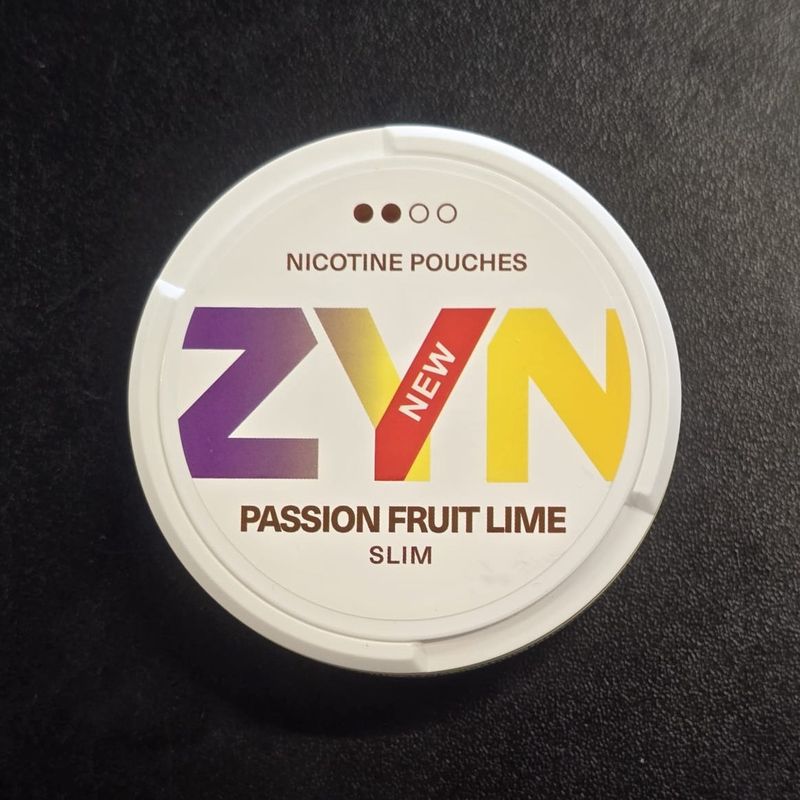 NICOTINE POUCHES
ZYN
NEW
PASSION FRUIT LIME
SLIM